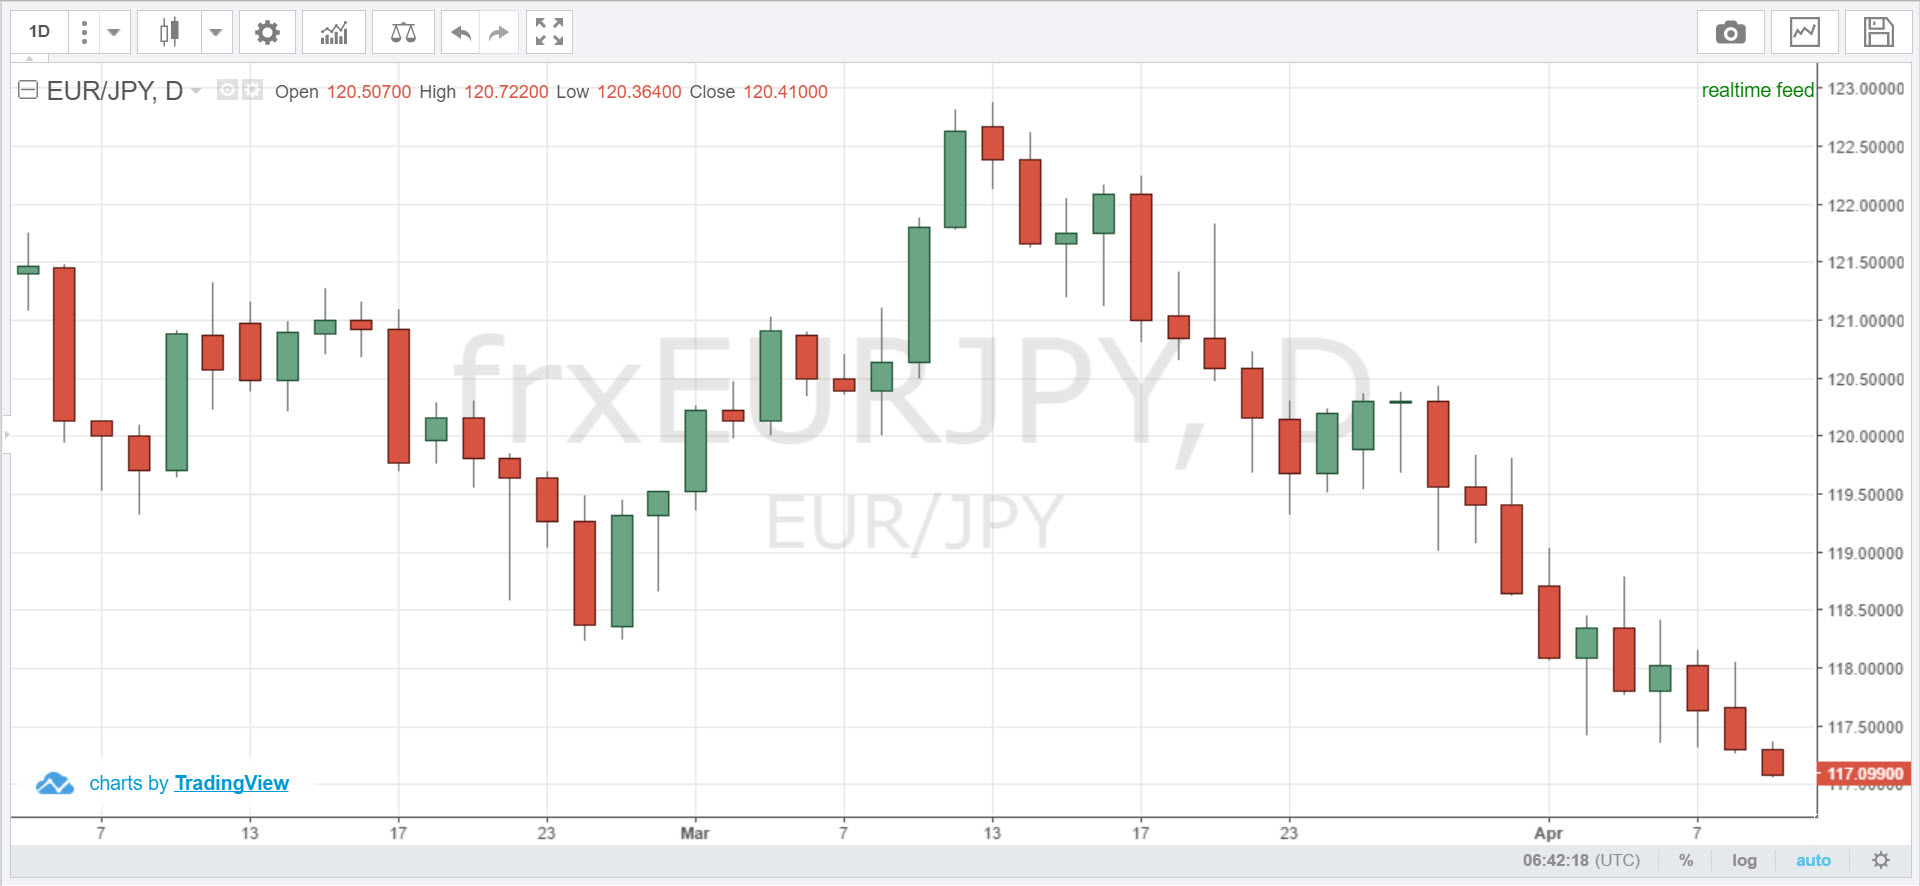 1D
EUR/JPY, D Open 120.50700 High 120.72200 Low 120.36400 Close 120.41000
realtime feed
123.00000
122.50000
122.00000
121.50000
121.00000
120.50000
120.00000
119.50000
119.00000
118.50000
118.00000
117.50000
117.09900
117.00000
frxEURJPY, D
EUR/JPY
charts by TradingView
7 13 17 23 Mar 7 13 17 23 Apr 7
06:42:18 (UTC) % log auto